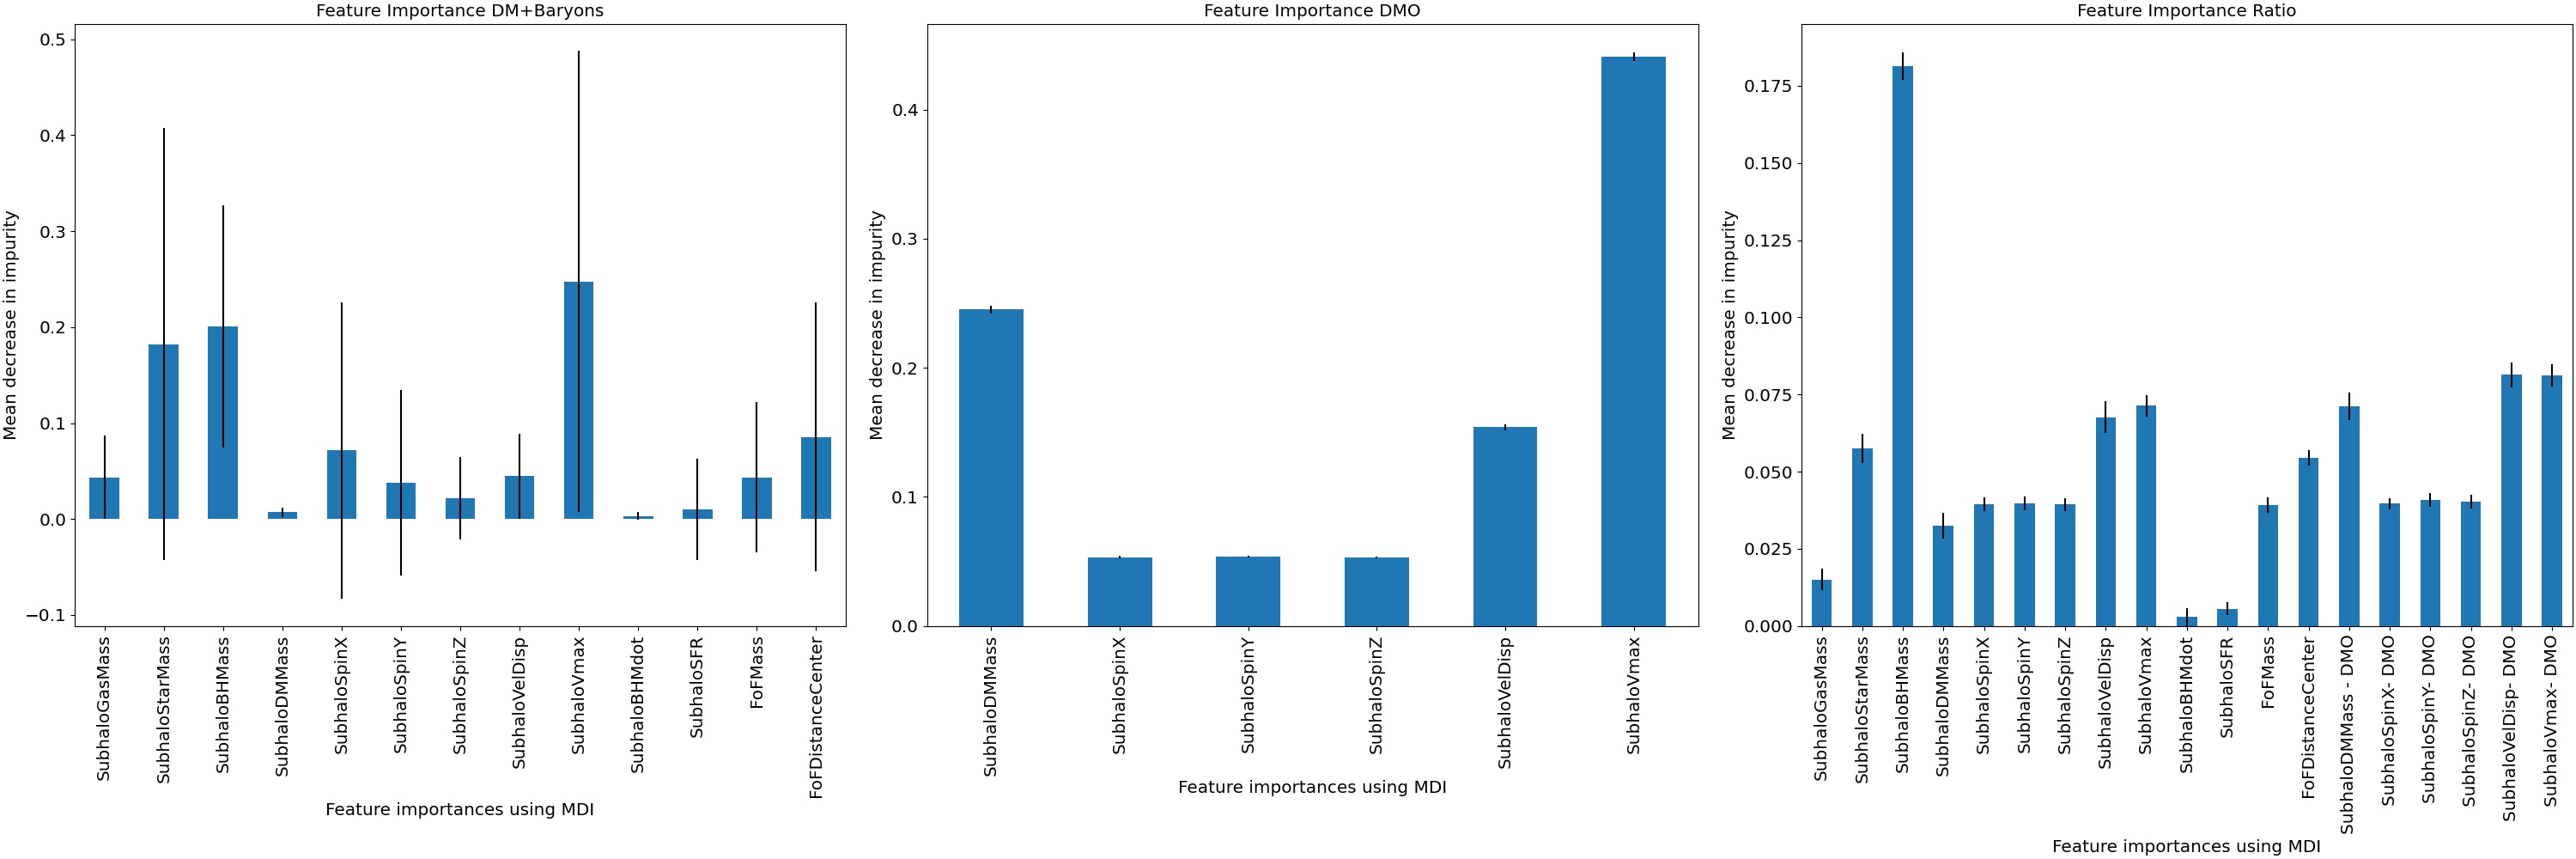 Feature Importance DM+Baryons
Mean decrease in impurity
0.5
0.4
0.3
0.2
0.1
0.0
−0.1
SubhaloGasMass
SubhaloStarMass
SubhaloBHMass
SubhaloDMMass
SubhaloSpinX
SubhaloSpinY
SubhaloSpinZ
SubhaloVelDisp
SubhaloVmax
SubhaloBHMdot
SubhaloSFR
FoFMass
FoFDistanceCenter
Feature importances using MDI
Feature Importance DMO
Mean decrease in impurity
0.4
0.3
0.2
0.1
0.0
SubhaloDMMass
SubhaloSpinX
SubhaloSpinY
SubhaloSpinZ
SubhaloVelDisp
SubhaloVmax
Feature importances using MDI
Feature Importance Ratio
Mean decrease in impurity
0.175
0.150
0.125
0.100
0.075
0.050
0.025
0.000
SubhaloGasMass
SubhaloStarMass
SubhaloBHMass
SubhaloDMMass
SubhaloSpinX
SubhaloSpinY
SubhaloSpinZ
SubhaloVelDisp
SubhaloVmax
SubhaloBHMdot
SubhaloSFR
FoFMass
FoFDistanceCenter
SubhaloDMMass - DMO
SubhaloSpinX- DMO
SubhaloSpinY- DMO
SubhaloSpinZ- DMO
SubhaloVelDisp- DMO
SubhaloVmax- DMO
Feature importances using MDI